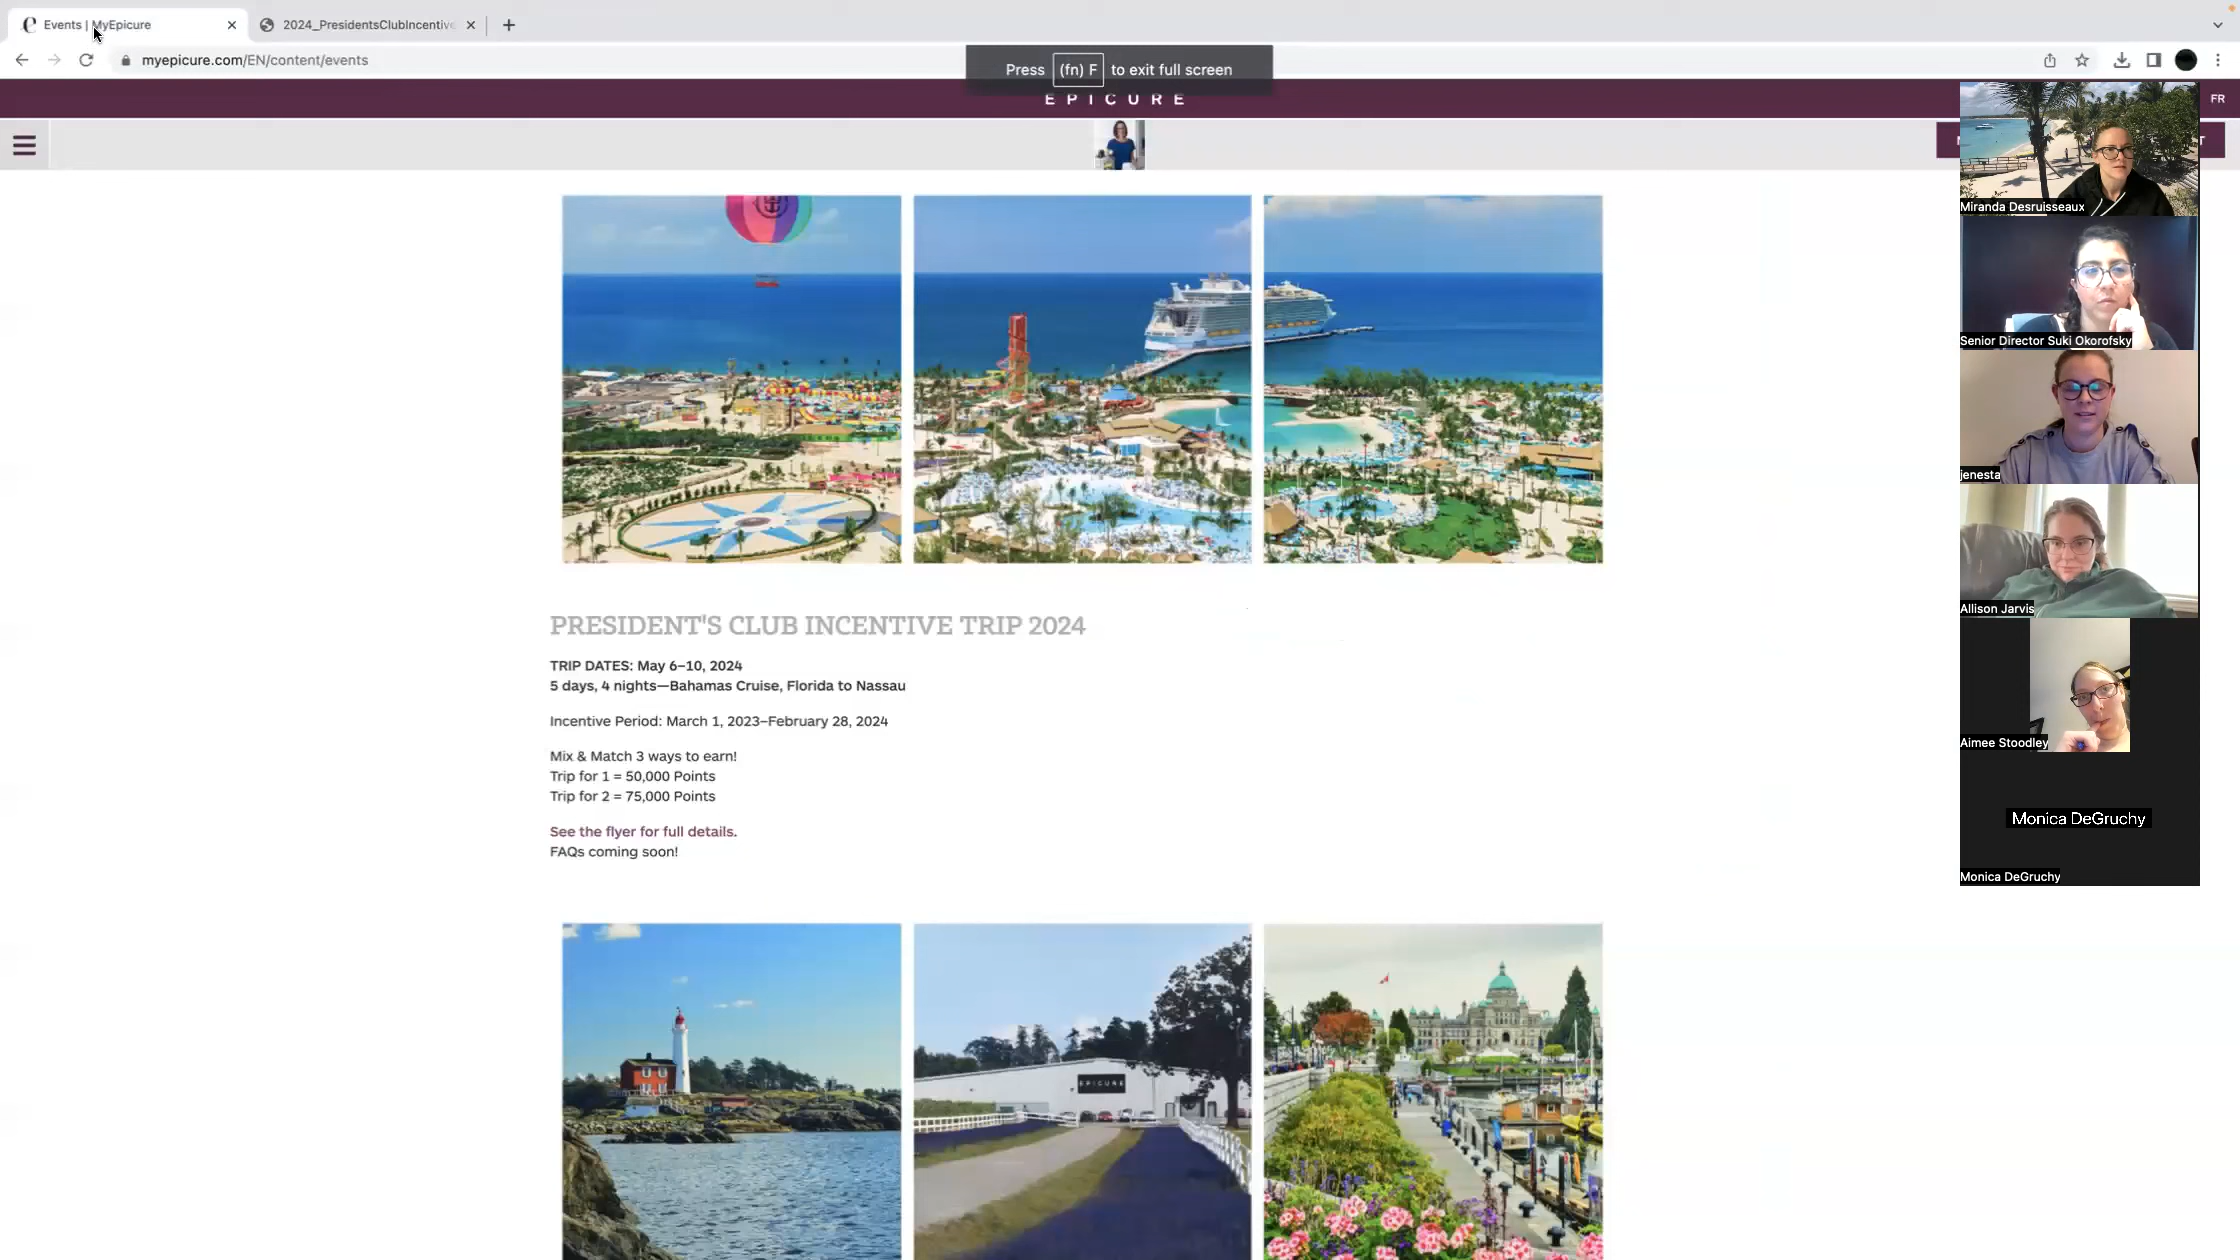 Events | MyEpicure
2024_PresidentsClubIncentive
myepicure.com/EN/content/events
Press (fn) F to exit full screen
EPICURE
FR
Miranda Desruisseaux
Senior Director Suki Okorofsky
jenesta
Allison Jarvis
Aimee Stoodley
Monica DeGruchy
Monica DeGruchy
PRESIDENT'S CLUB INCENTIVE TRIP 2024
TRIP DATES: May 6–10, 2024
5 days, 4 nights—Bahamas Cruise, Florida to Nassau
Incentive Period: March 1, 2023–February 28, 2024
Mix & Match 3 ways to earn!
Trip for 1 = 50,000 Points
Trip for 2 = 75,000 Points
See the flyer for full details.
FAQs coming soon!
EPICURE